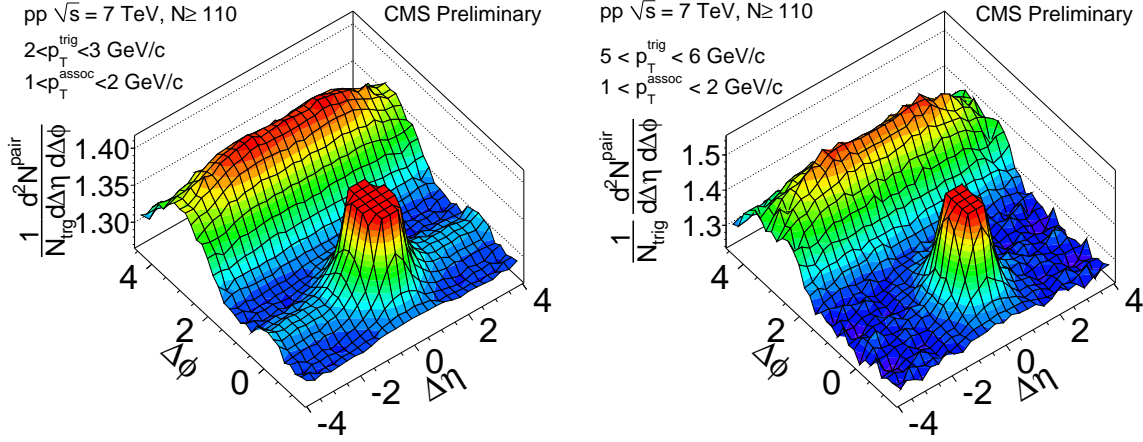 pp √s = 7 TeV, N≥ 110 CMS Preliminary
2<p_T^trig<3 GeV/c
1<p_T^assoc<2 GeV/c
1/N_trig d²N^pair/dΔη dΔϕ
1.40
1.35
1.30
4
2
0
Δϕ
-4
-2
0
2
4
Δη
pp √s = 7 TeV, N≥ 110 CMS Preliminary
5 < p_T^trig < 6 GeV/c
1 < p_T^assoc < 2 GeV/c
1/N_trig d²N^pair/dΔη dΔϕ
1.5
1.4
1.3
4
2
0
Δϕ
-4
-2
0
2
4
Δη